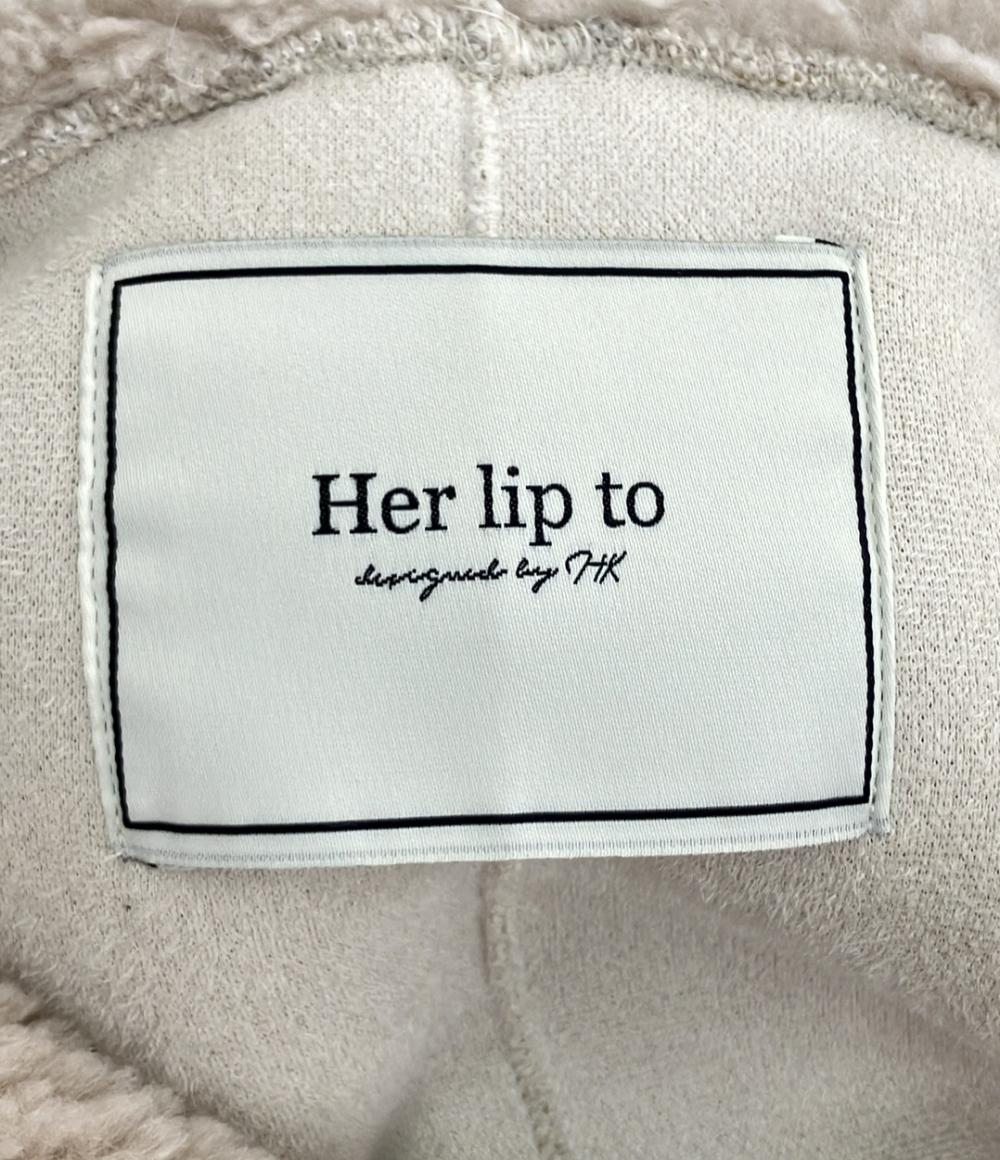 Her lip to
designed by HK